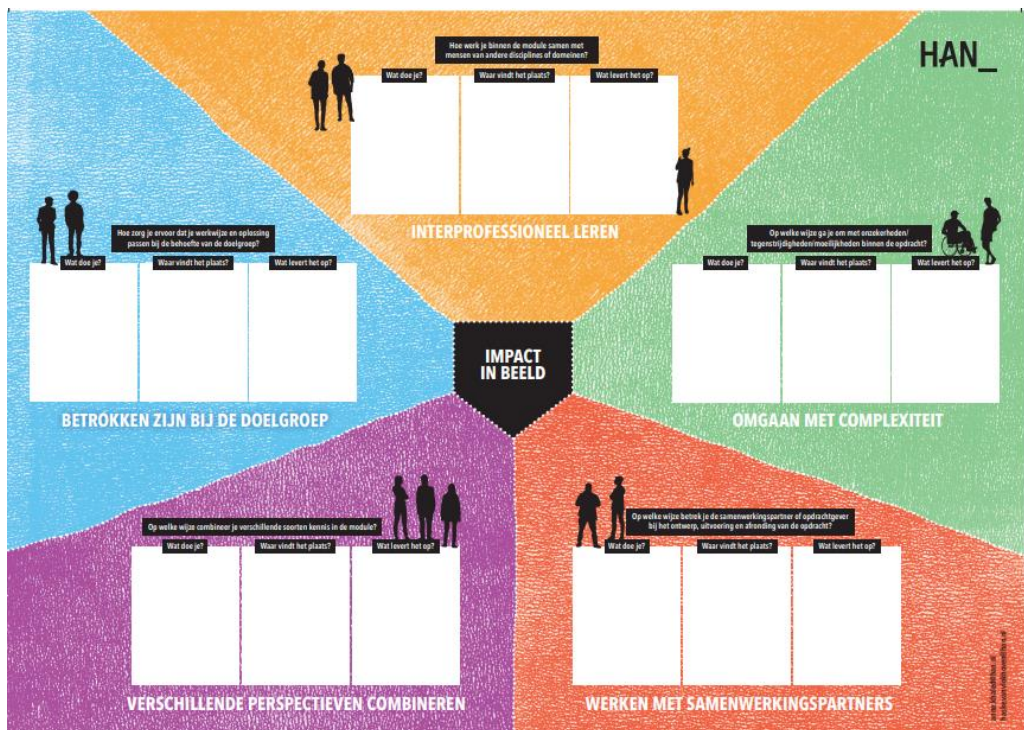 HAN_
Hoe werk je binnen de module samen met
mensen van andere disciplines of domeinen?
Wat doe je?
Waar vindt het plaats?
Wat levert het op?
INTERPROFESSIONEEL LEREN
Hoe zorg je ervoor dat je werkwijze en oplossing
passen bij de behoefte van de doelgroep?
Wat doe je?
Waar vindt het plaats?
Wat levert het op?
BETROKKEN ZIJN BIJ DE DOELGROEP
Op welke wijze ga je om met onzekerheden/
tegenstrijdigheden/moeilijkheden binnen de opdracht?
Wat doe je?
Waar vindt het plaats?
Wat levert het op?
OMGAAN MET COMPLEXITEIT
IMPACT
IN BEELD
Op welke wijze combineer je verschillende soorten kennis in de module?
Wat doe je?
Waar vindt het plaats?
Wat levert het op?
VERSCHILLENDE PERSPECTIEVEN COMBINEREN
Op welke wijze betrek je de samenwerkingspartner of opdrachtgever
bij het ontwerp, uitvoering en afronding van de opdracht?
Wat doe je?
Waar vindt het plaats?
Wat levert het op?
WERKEN MET SAMENWERKINGSPARTNERS